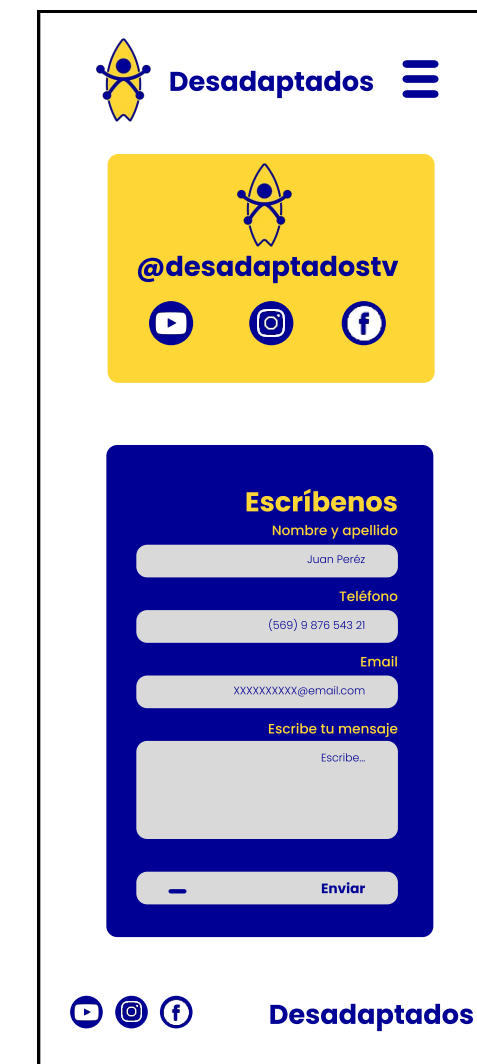 Desadaptados
@desadaptadostv
Escríbenos
Nombre y apellido
Juan Peréz
Teléfono
(569) 9 876 543 21
Email
XXXXXXXXXX@email.com
Escribe tu mensaje
Escribe...
Enviar
Desadaptados